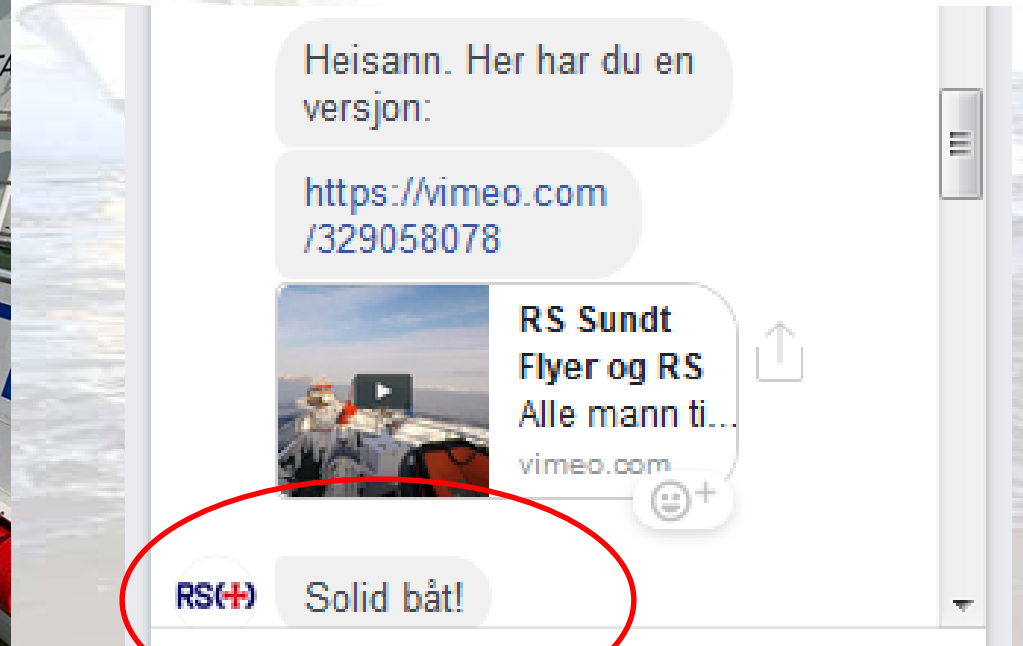 Heisann. Her har du en
versjon:
https://vimeo.com
/329058078
RS Sundt
Flyer og RS
Alle mann ti...
vimeo.com
RS(+)
Solid båt!